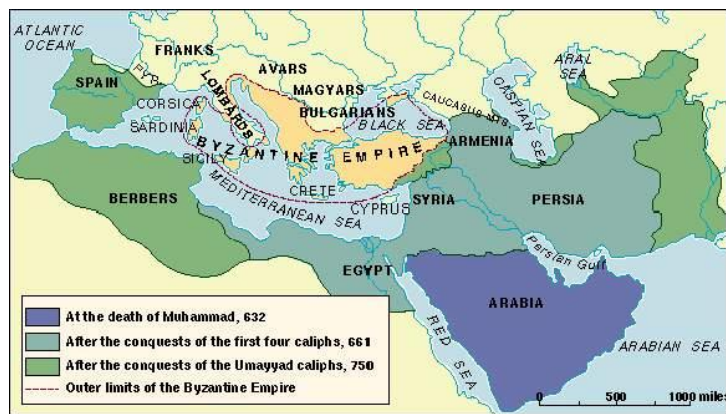 ATLANTIC
OCEAN
FRANKS
AVARS
MAGYARS
BULGARIANS
ARAL
SEA
CASPIAN SEA
SPAIN
PYR.
LOMBARDS
CORSICA
SARDINIA
SICILY
BYZANTINE EMPIRE
BLACK SEA
CAUCASUS MTS.
ARMENIA
BERBERS
MEDITERRANEAN SEA
CRETE
CYPRUS
SYRIA
PERSIA
EGYPT
Persian Gulf
ARABIA
RED SEA
ARABIAN SEA
At the death of Muhammad, 632
After the conquests of the first four caliphs, 661
After the conquests of the Umayyad caliphs, 750
Outer limits of the Byzantine Empire
0 500 1000 mile